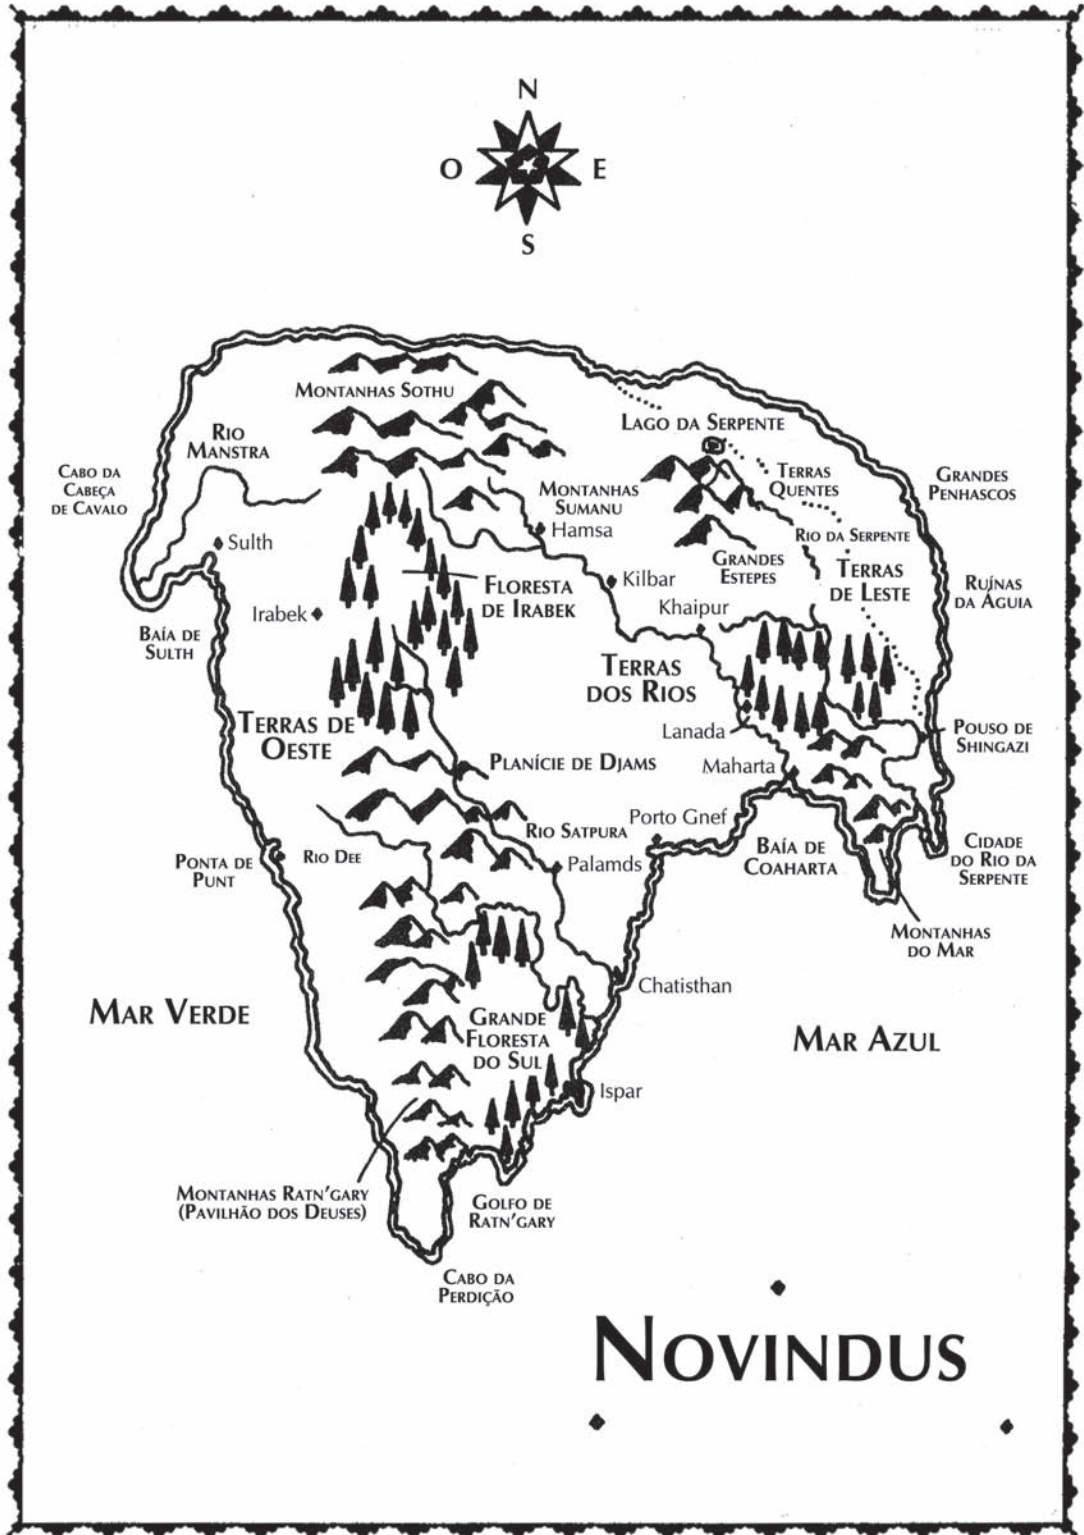 N
O
E
S
MONTANHAS SOTHU
RIO
MANSTRA
LAGO DA SERPENTE
CABO DA
CABEÇA
DE CAVALO
TERRAS
QUENTES
GRANDES
PENHASCOS
MONTANHAS
SUMANU
Hamsa
RIO DA SERPENTE
Sulth
GRANDES
ESTEPES
TERRAS
DE LESTE
FLORESTA
DE IRABEK
Kilbar
RUÍNAS
DA ÁGUIA
Irabek
Khaipur
BAÍA DE
SULTH
TERRAS
DOS RIOS
TERRAS DE
OESTE
Lanada
POUSO DE
SHINGAZI
PLANÍCIE DE DJAMS
Maharta
Porto Gnef
RIO SATPURA
PONTA DE
PUNT
RIO DEE
Palamds
BAÍA DE
COAHARTA
CIDADE
DO RIO DA
SERPENTE
MONTANHAS
DO MAR
Chatisthan
MAR VERDE
GRANDE
FLORESTA
DO SUL
MAR AZUL
Ispar
MONTANHAS RATN'GARY
(PAVILHÃO DOS DEUSES)
GOLFO DE
RATN'GARY
CABO DA
PERDIÇÃO
NOVINDUS